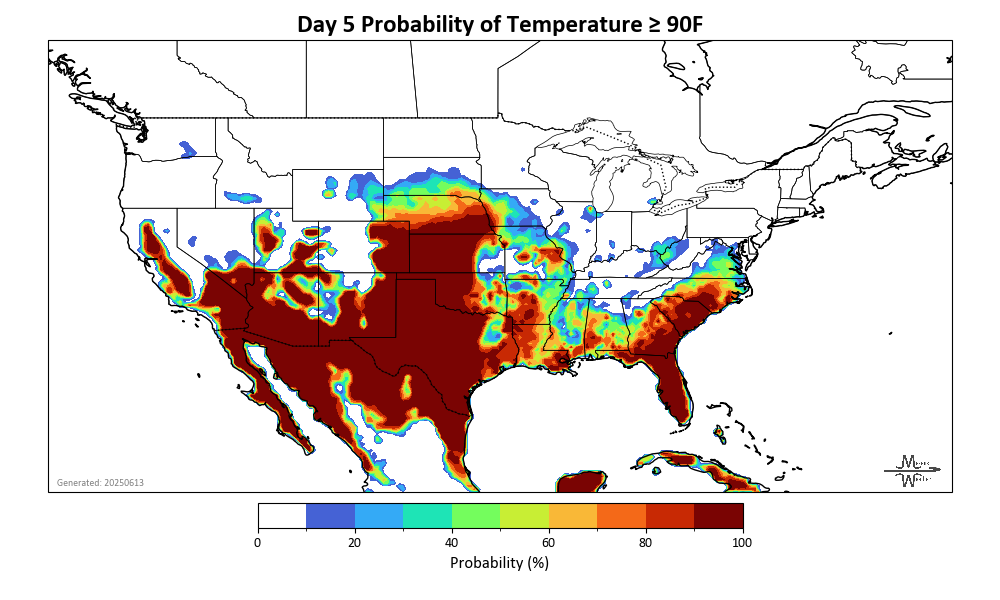 Day 5 Probability of Temperature ≥ 90F
Generated: 20250613
0 20 40 60 80 100
Probability (%)